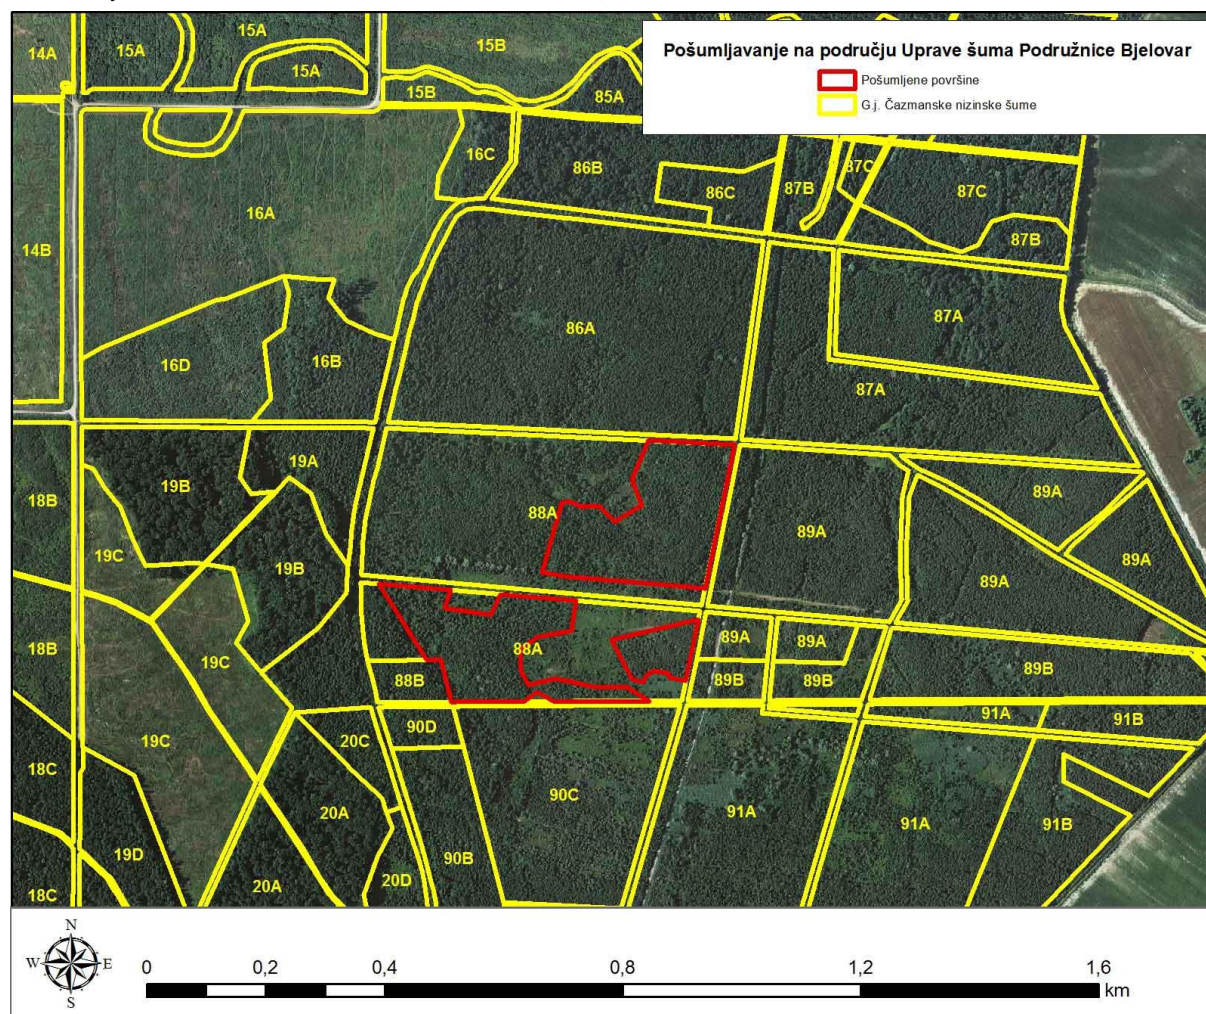 Pošumljavanje na području Uprave šuma Podružnice Bjelovar
Pošumljene površine
G.j. Čazmanske nizinske šume
14A
15A
15A
15A
15B
15B
85A
16C
86B
86C
87B
87C
87C
87B
16A
14B
86A
87A
16D
16B
87A
19A
19B
18B
88A
89A
89A
89A
19C
19B
89A
18B
19C
88A
88B
89A
89A
89B
89B
89B
91A
91B
19C
20C
90D
18C
90C
20A
91A
91A
91B
19D
90B
20A
20D
18C
N
W
E
S
0
0,2
0,4
0,8
1,2
1,6
km